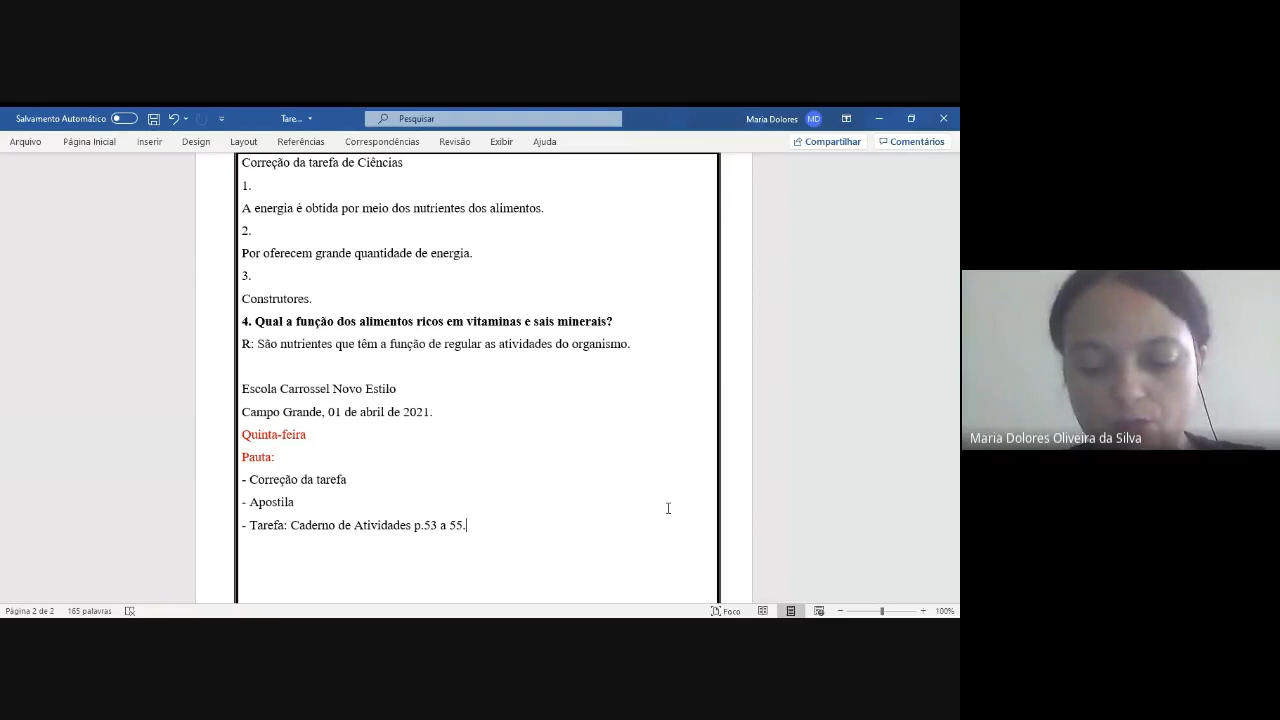 Salvamento Automático
Tare...
Pesquisar
Maria Dolores
MD
Arquivo
Página Inicial
Inserir
Design
Layout
Referências
Correspondências
Revisão
Exibir
Ajuda
Compartilhar
Comentários
Correção da tarefa de Ciências
1.
A energia é obtida por meio dos nutrientes dos alimentos.
2.
Por oferecem grande quantidade de energia.
3.
Construtores.
4. Qual a função dos alimentos ricos em vitaminas e sais minerais?
R: São nutrientes que têm a função de regular as atividades do organismo.
Escola Carrossel Novo Estilo
Campo Grande, 01 de abril de 2021.
Quinta-feira
Pauta:
- Correção da tarefa
- Apostila
- Tarefa: Caderno de Atividades p.53 a 55.
Página 2 de 2
165 palavras
Foco
100%
Maria Dolores Oliveira da Silva